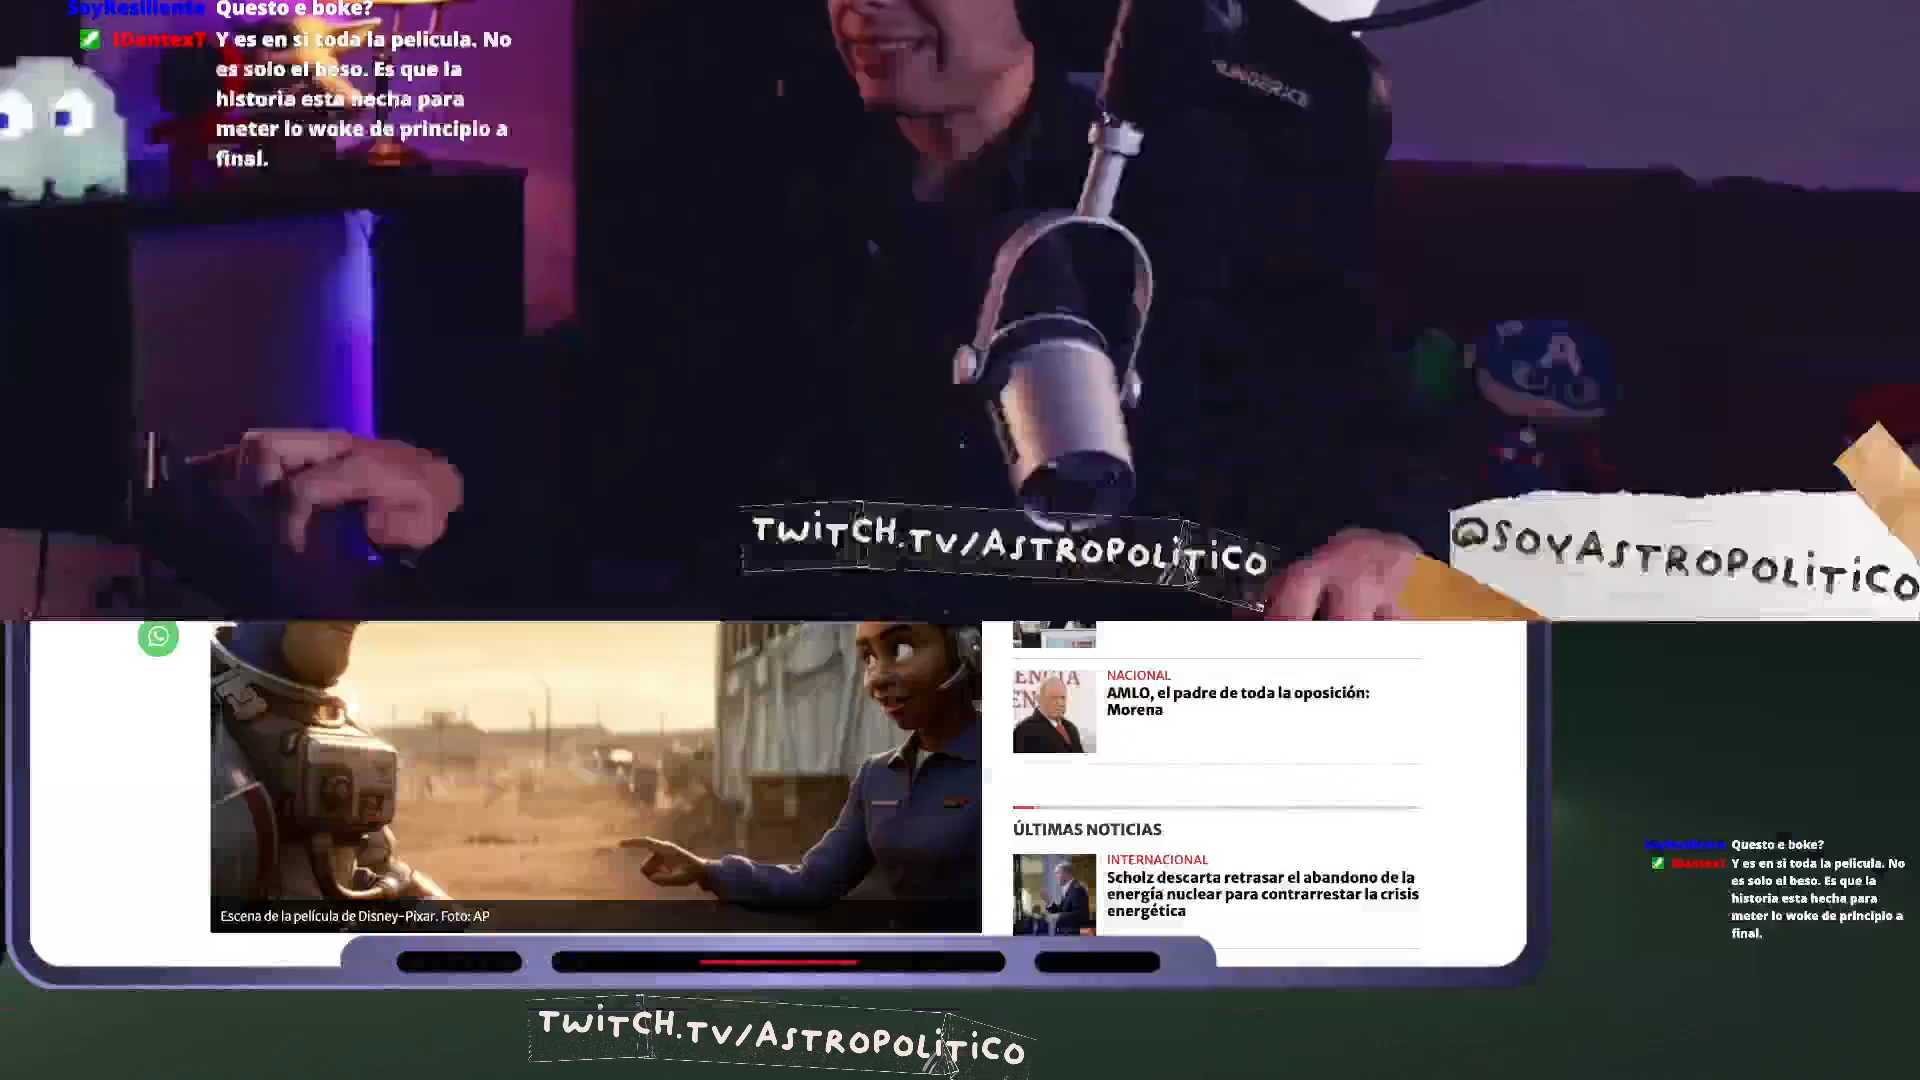 SoyResiliente Questo e boke?
IDantexT Y es en si toda la pelicula. No
es solo el beso. Es que la
historia esta hecha para
meter lo woke de principio a
final.
TWITCH.TV/ASTROPOLITICO
@SOYASTROPOLITICO
NACIONAL
AMLO, el padre de toda la oposición:
Morena
ÚLTIMAS NOTICIAS
INTERNACIONAL
Scholz descarta retrasar el abandono de la
energía nuclear para contrarrestar la crisis
energética
Escena de la película de Disney-Pixar. Foto: AP
SoyResiliente Questo e boke?
IDantexT Y es en si toda la pelicula. No
es solo el beso. Es que la
historia esta hecha para
meter lo woke de principio a
final.
TWITCH.TV/ASTROPOLITICO